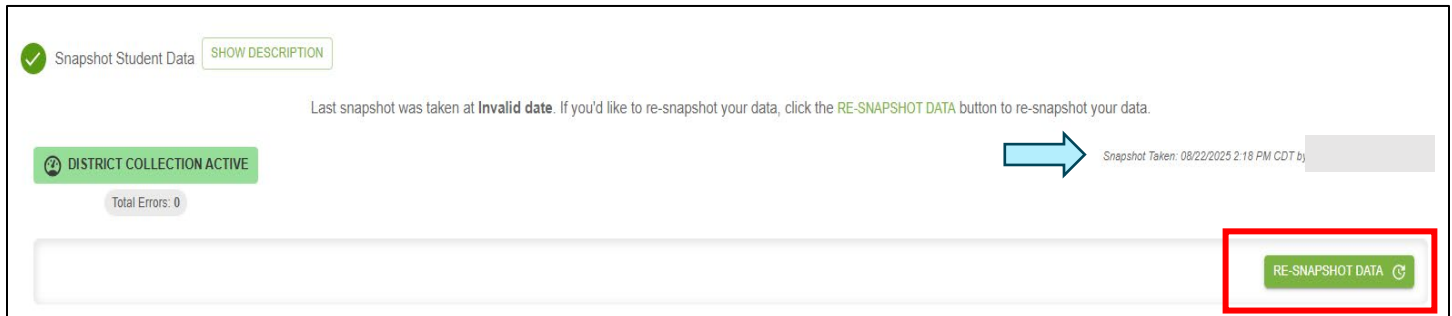 Snapshot Student Data SHOW DESCRIPTION
Last snapshot was taken at Invalid date. If you'd like to re-snapshot your data, click the RE-SNAPSHOT DATA button to re-snapshot your data.
DISTRICT COLLECTION ACTIVE
Snapshot Taken: 08/22/2025 2:18 PM CDT by
Total Errors: 0
RE-SNAPSHOT DATA